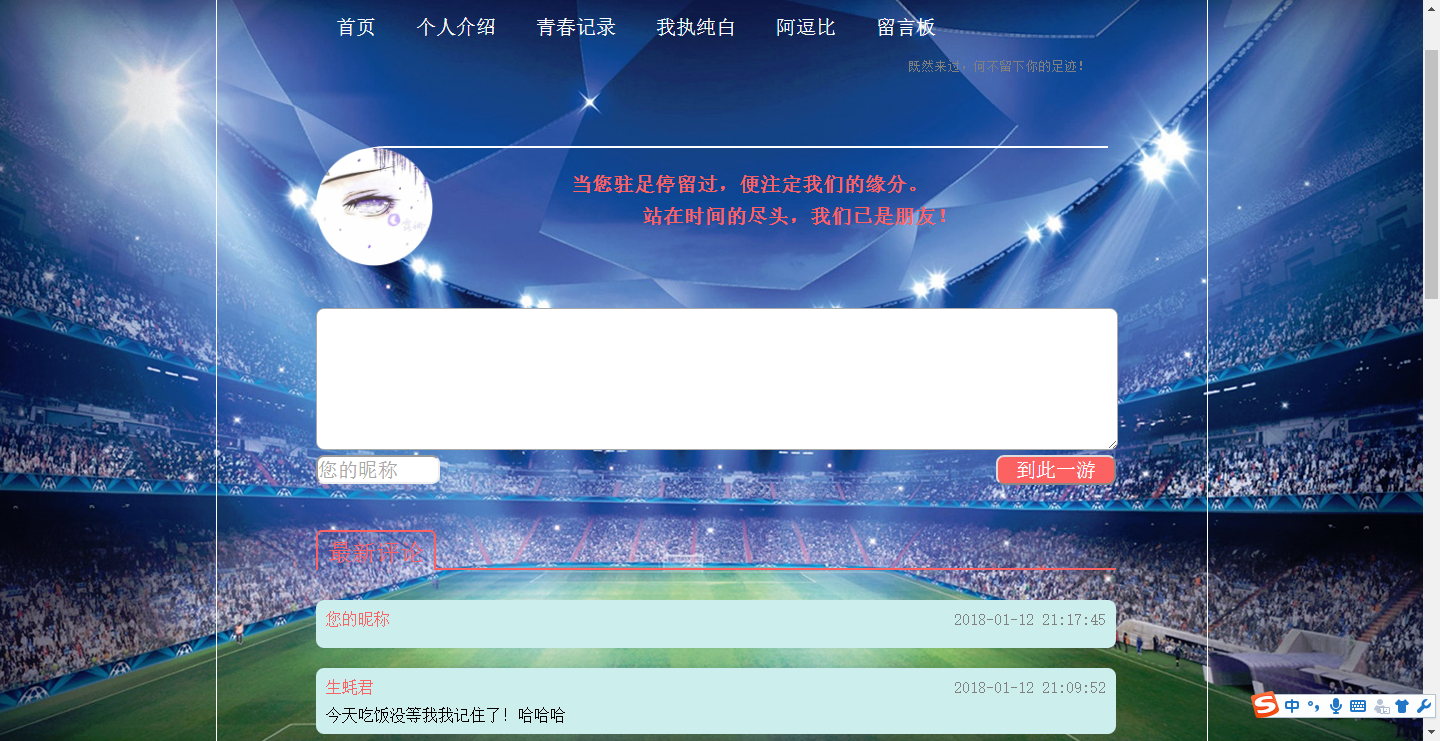 首页 个人介绍 青春记录 我执纯白 阿逗比 留言板
既然来过，何不留下你的足迹！
当您驻足停留过，便注定我们的缘分。
站在时间的尽头，我们已是朋友！
您的昵称 到此一游
最新评论
您的昵称 2018-01-12 21:17:45
生蚝君 2018-01-12 21:09:52
今天吃饭没等我我记住了！哈哈哈
中